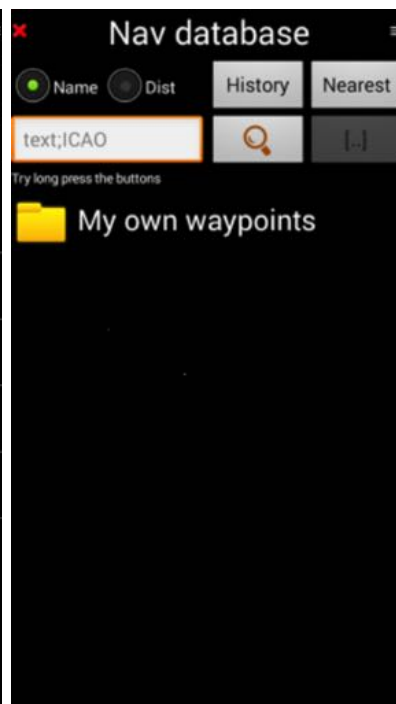 Nav database
Name Dist History Nearest
text;ICAO [..]
Try long press the buttons
My own waypoints